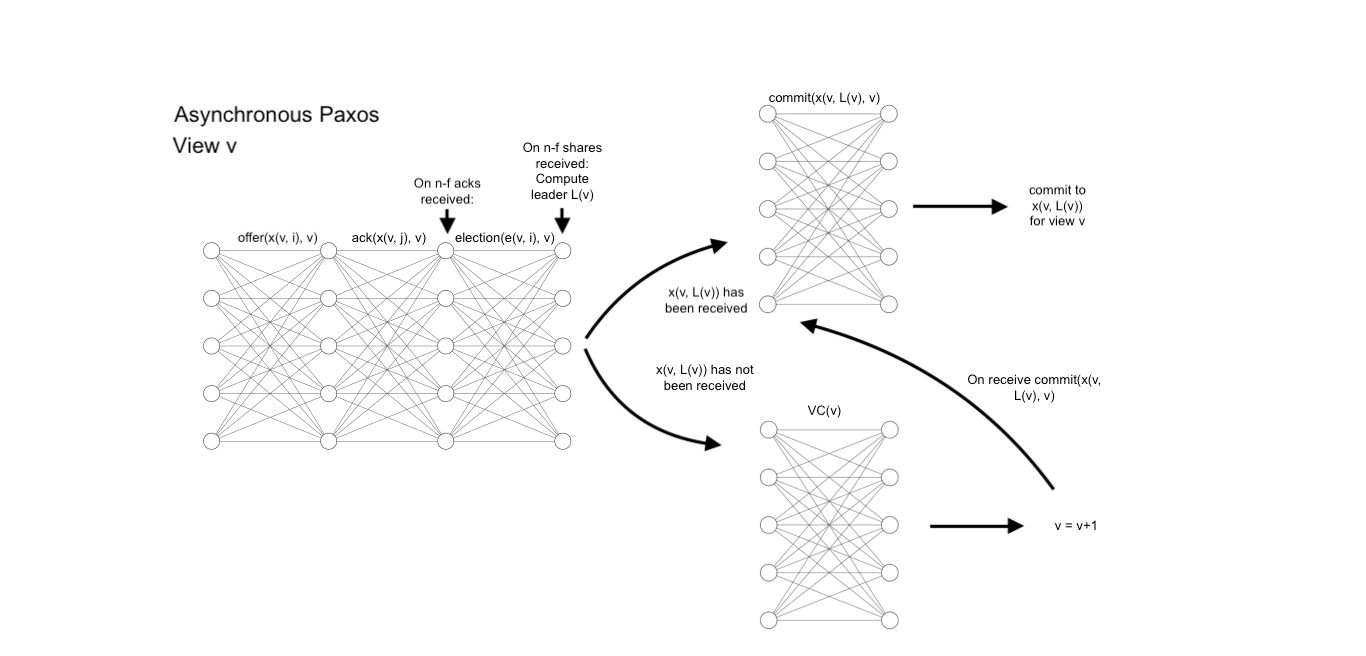 Asynchronous Paxos
View v
On n-f acks
received:
On n-f shares
received:
Compute
leader L(v)
offer(x(v, i), v)
ack(x(v, j), v)
election(e(v, i), v)
commit(x(v, L(v), v)
commit to
x(v, L(v))
for view v
x(v, L(v)) has
been received
x(v, L(v)) has not
been received
On receive commit(x(v,
L(v), v)
VC(v)
v = v+1